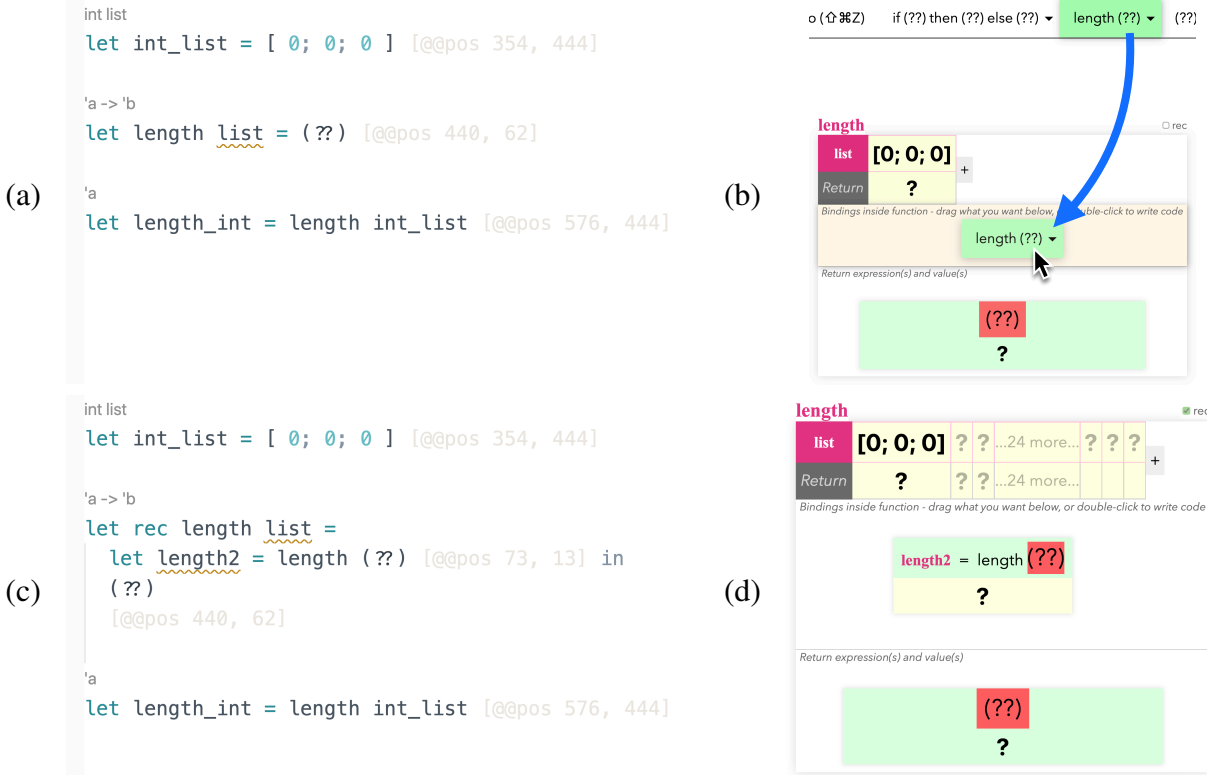 int list
let int_list = [ 0; 0; 0 ] [@@pos 354, 444]
'a -> 'b
let length list = (??) [@@pos 440, 62]
'a
let length_int = length int_list [@@pos 576, 444]
(a)
o (⇧⌘Z) if (??) then (??) else (??) length (??) (??)
length rec
list [0; 0; 0]
+
Return ?
Bindings inside function - drag what you want below, uble-click to write code
length (??)
Return expression(s) and value(s)
(??)
?
(b)
int list
let int_list = [ 0; 0; 0 ] [@@pos 354, 444]
'a -> 'b
let rec length list =
let length2 = length (??) [@@pos 73, 13] in
(??)
[@@pos 440, 62]
'a
let length_int = length int_list [@@pos 576, 444]
(c)
length rec
list [0; 0; 0] ? ? ...24 more... ? ? ?
+
Return ? ? ? ...24 more...
Bindings inside function - drag what you want below, or double-click to write code
length2 = length (??)
?
Return expression(s) and value(s)
(??)
?
(d)